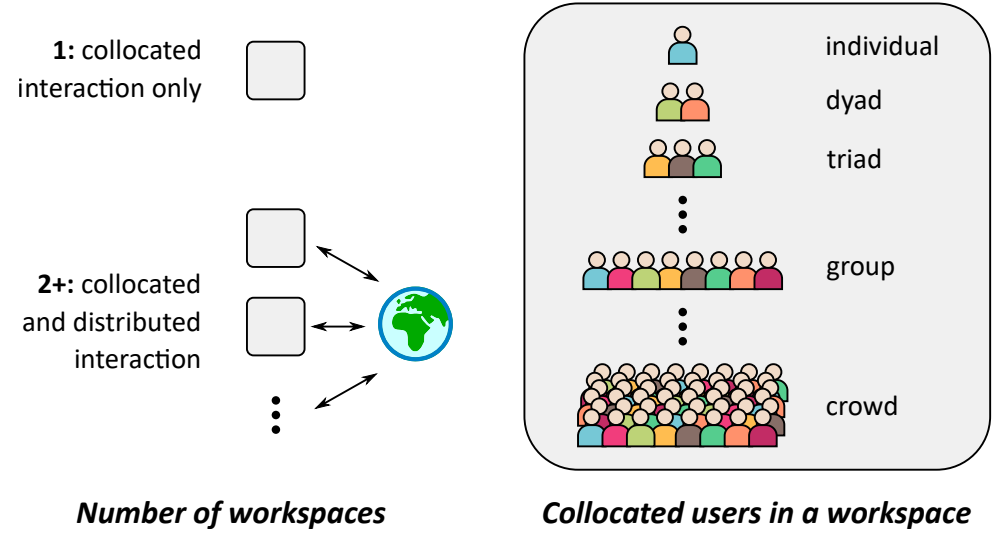 1: collocated
interaction only
2+: collocated
and distributed
interaction
Number of workspaces
individual
dyad
triad
group
crowd
Collocated users in a workspace